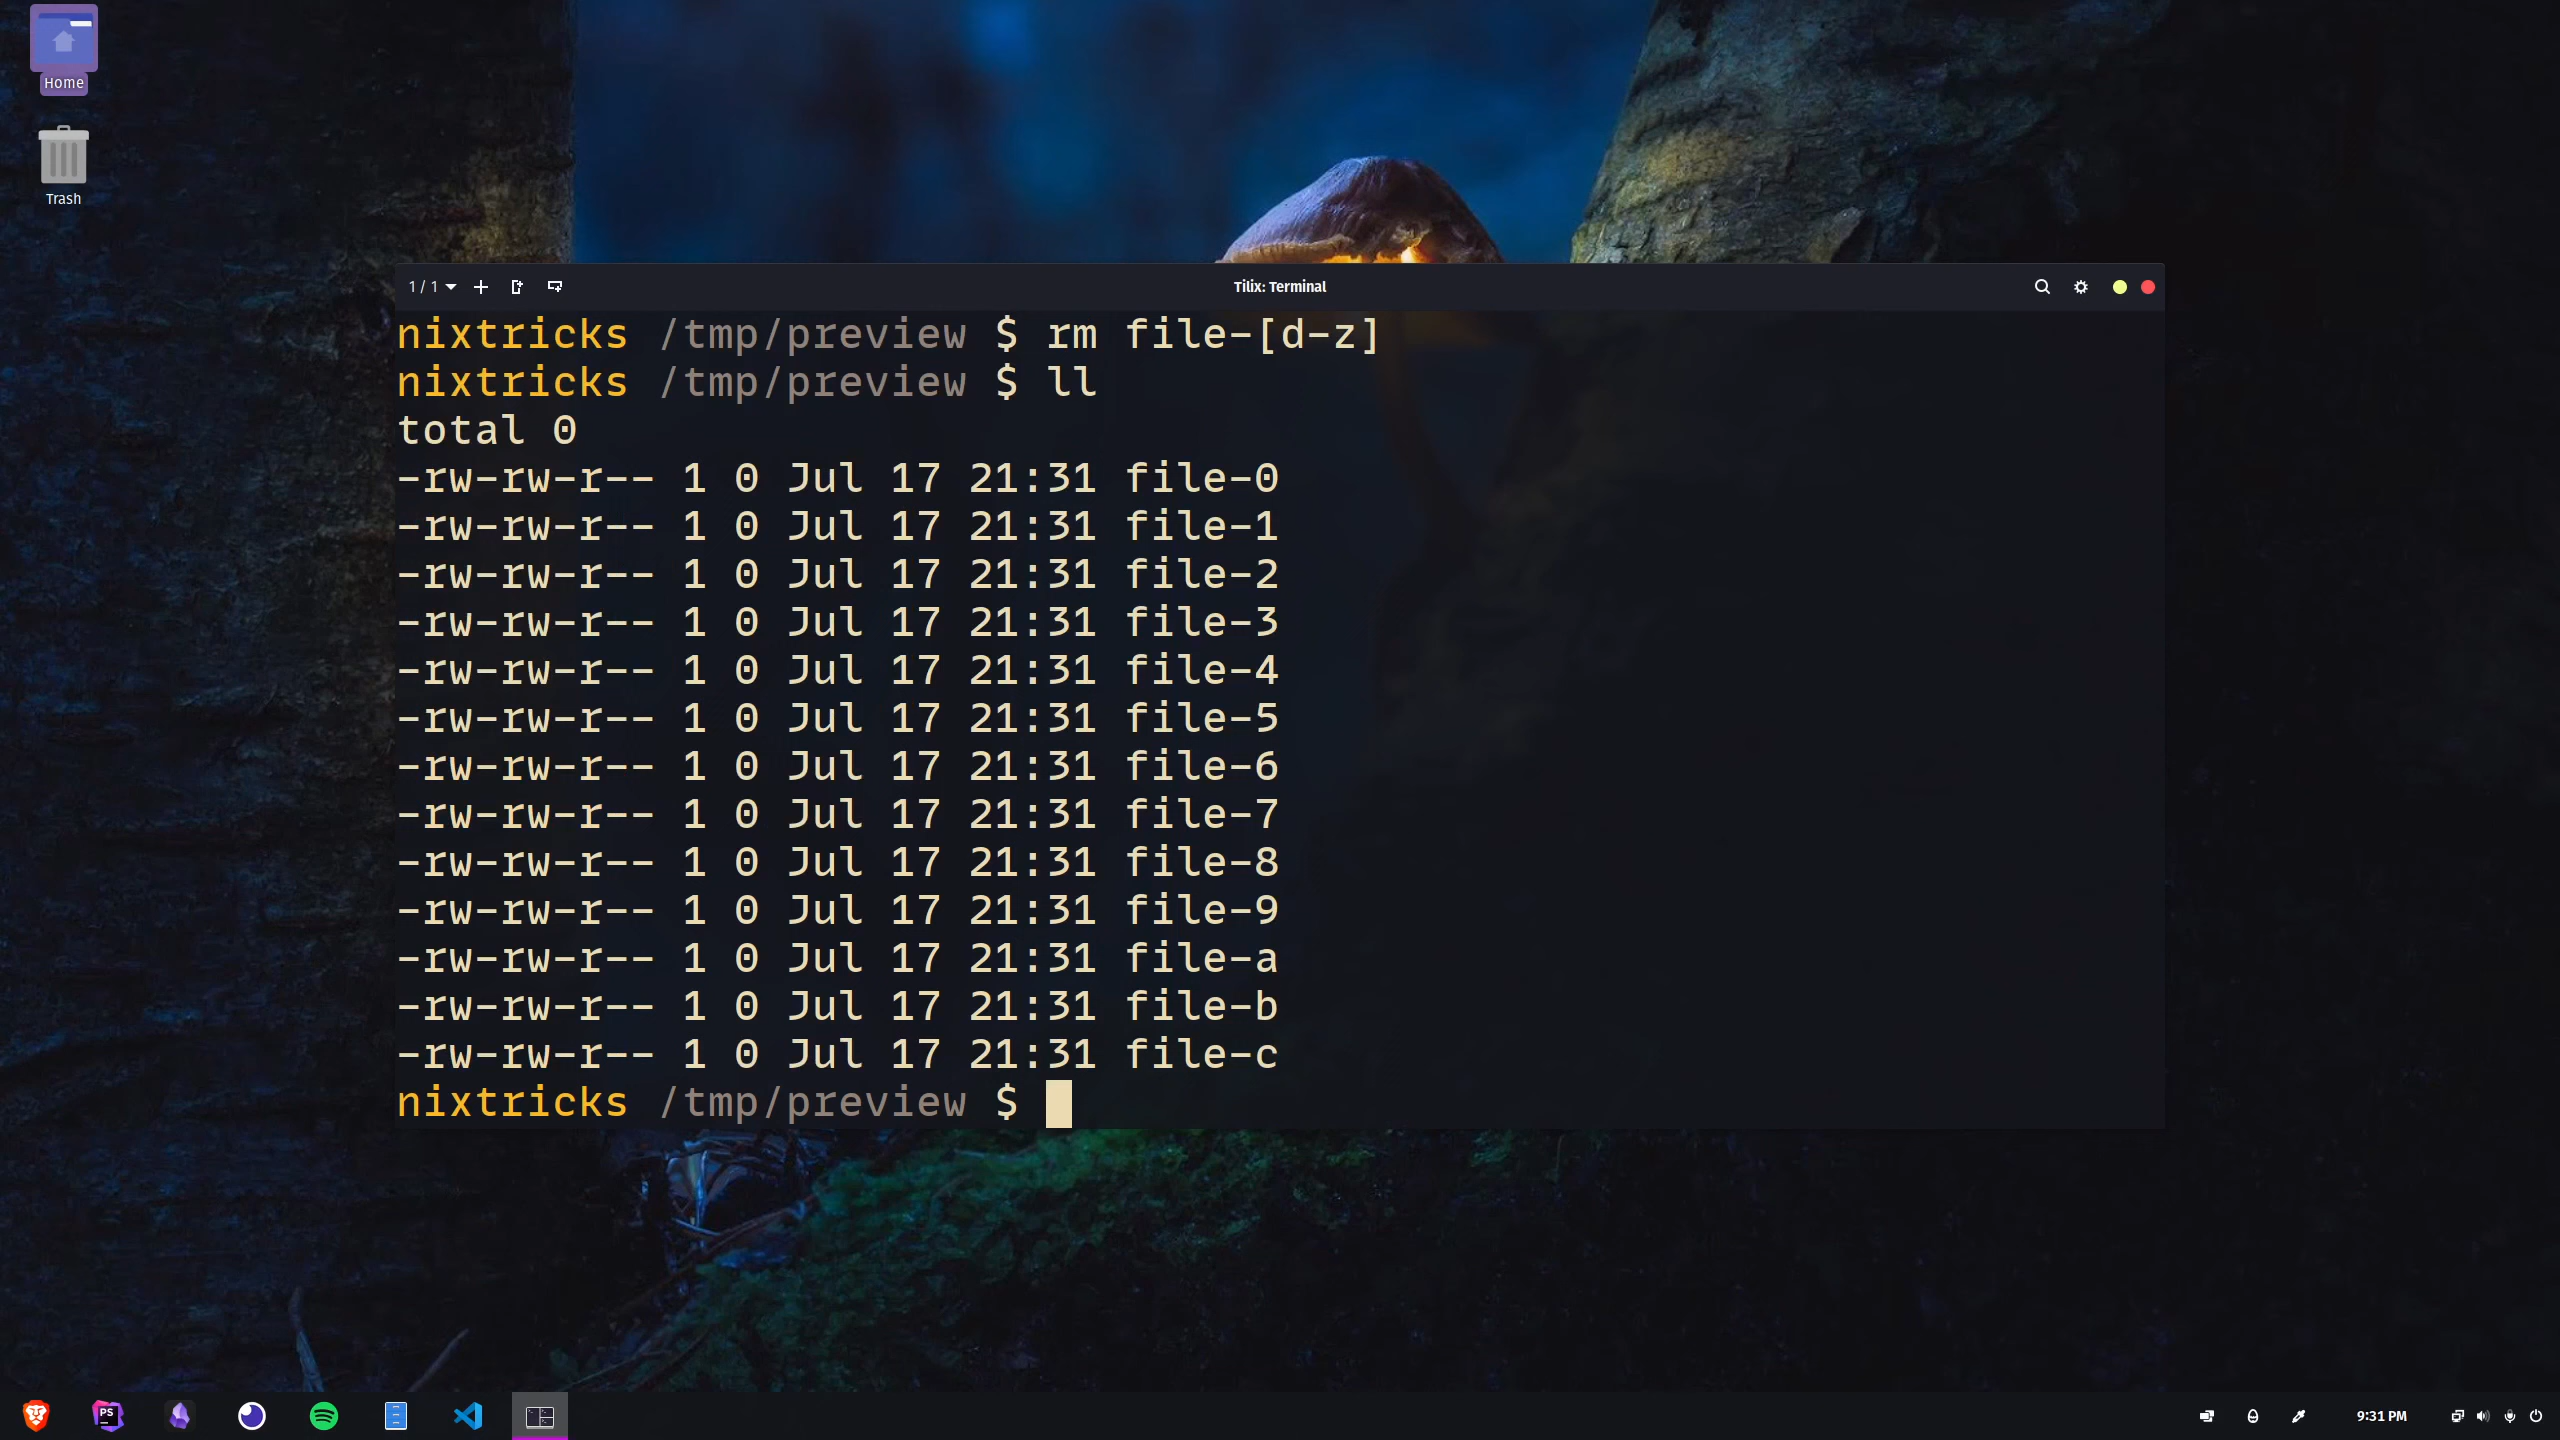 Home
Trash
1 / 1
Tilix: Terminal
nixtricks /tmp/preview $ rm file-[d-z]
nixtricks /tmp/preview $ ll
total 0
-rw-rw-r-- 1 0 Jul 17 21:31 file-0
-rw-rw-r-- 1 0 Jul 17 21:31 file-1
-rw-rw-r-- 1 0 Jul 17 21:31 file-2
-rw-rw-r-- 1 0 Jul 17 21:31 file-3
-rw-rw-r-- 1 0 Jul 17 21:31 file-4
-rw-rw-r-- 1 0 Jul 17 21:31 file-5
-rw-rw-r-- 1 0 Jul 17 21:31 file-6
-rw-rw-r-- 1 0 Jul 17 21:31 file-7
-rw-rw-r-- 1 0 Jul 17 21:31 file-8
-rw-rw-r-- 1 0 Jul 17 21:31 file-9
-rw-rw-r-- 1 0 Jul 17 21:31 file-a
-rw-rw-r-- 1 0 Jul 17 21:31 file-b
-rw-rw-r-- 1 0 Jul 17 21:31 file-c
nixtricks /tmp/preview $
PS
9:31 PM